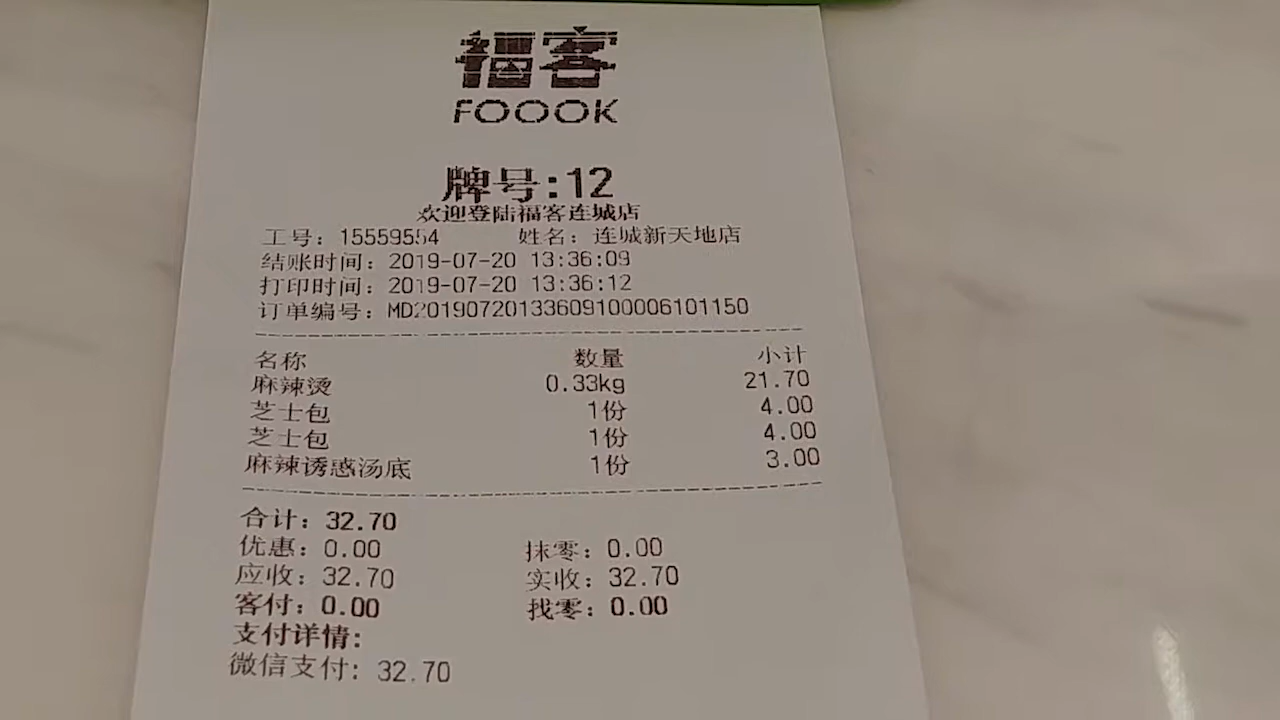 福客
FOOOK
牌号:12
欢迎登陆福客连城店
工号：15559554 姓名：连城新天地店
结账时间：2019-07-20 13:36:09
打印时间：2019-07-20 13:36:12
订单编号：MD20190720133609100006101150
名称 数量 小计
麻辣烫 0.33kg 21.70
芝士包 1份 4.00
芝士包 1份 4.00
麻辣诱惑汤底 1份 3.00
合计：32.70
优惠：0.00 抹零：0.00
应收：32.70 实收：32.70
客付：0.00 找零：0.00
支付详情:
微信支付: 32.70